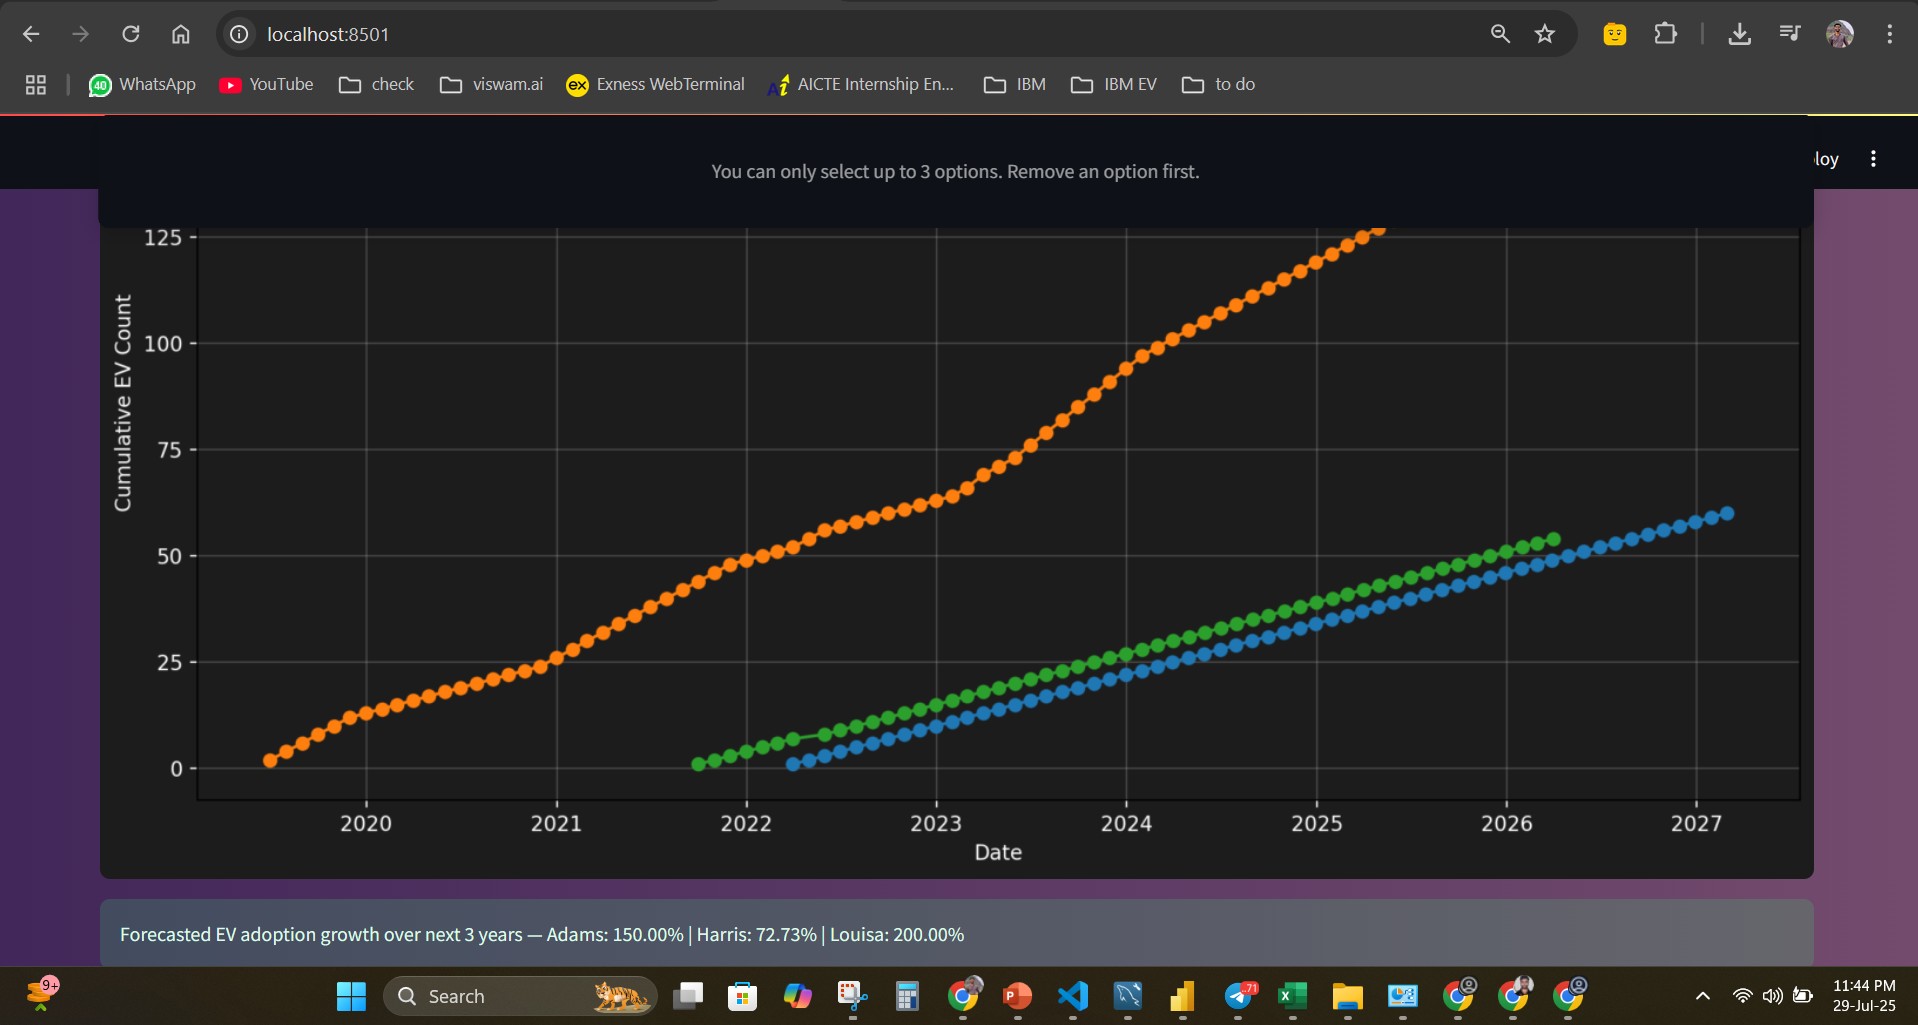 localhost:8501
WhatsApp
YouTube
check
viswam.ai
ex
Exness WebTerminal
AICTE Internship En...
IBM
IBM EV
to do
You can only select up to 3 options. Remove an option first.
loy
125
100
75
50
25
0
Cumulative EV Count
2020 2021 2022 2023 2024 2025 2026 2027
Date
Forecasted EV adoption growth over next 3 years — Adams: 150.00% | Harris: 72.73% | Louisa: 200.00%
9+
Search
71
11:44 PM
29-Jul-25